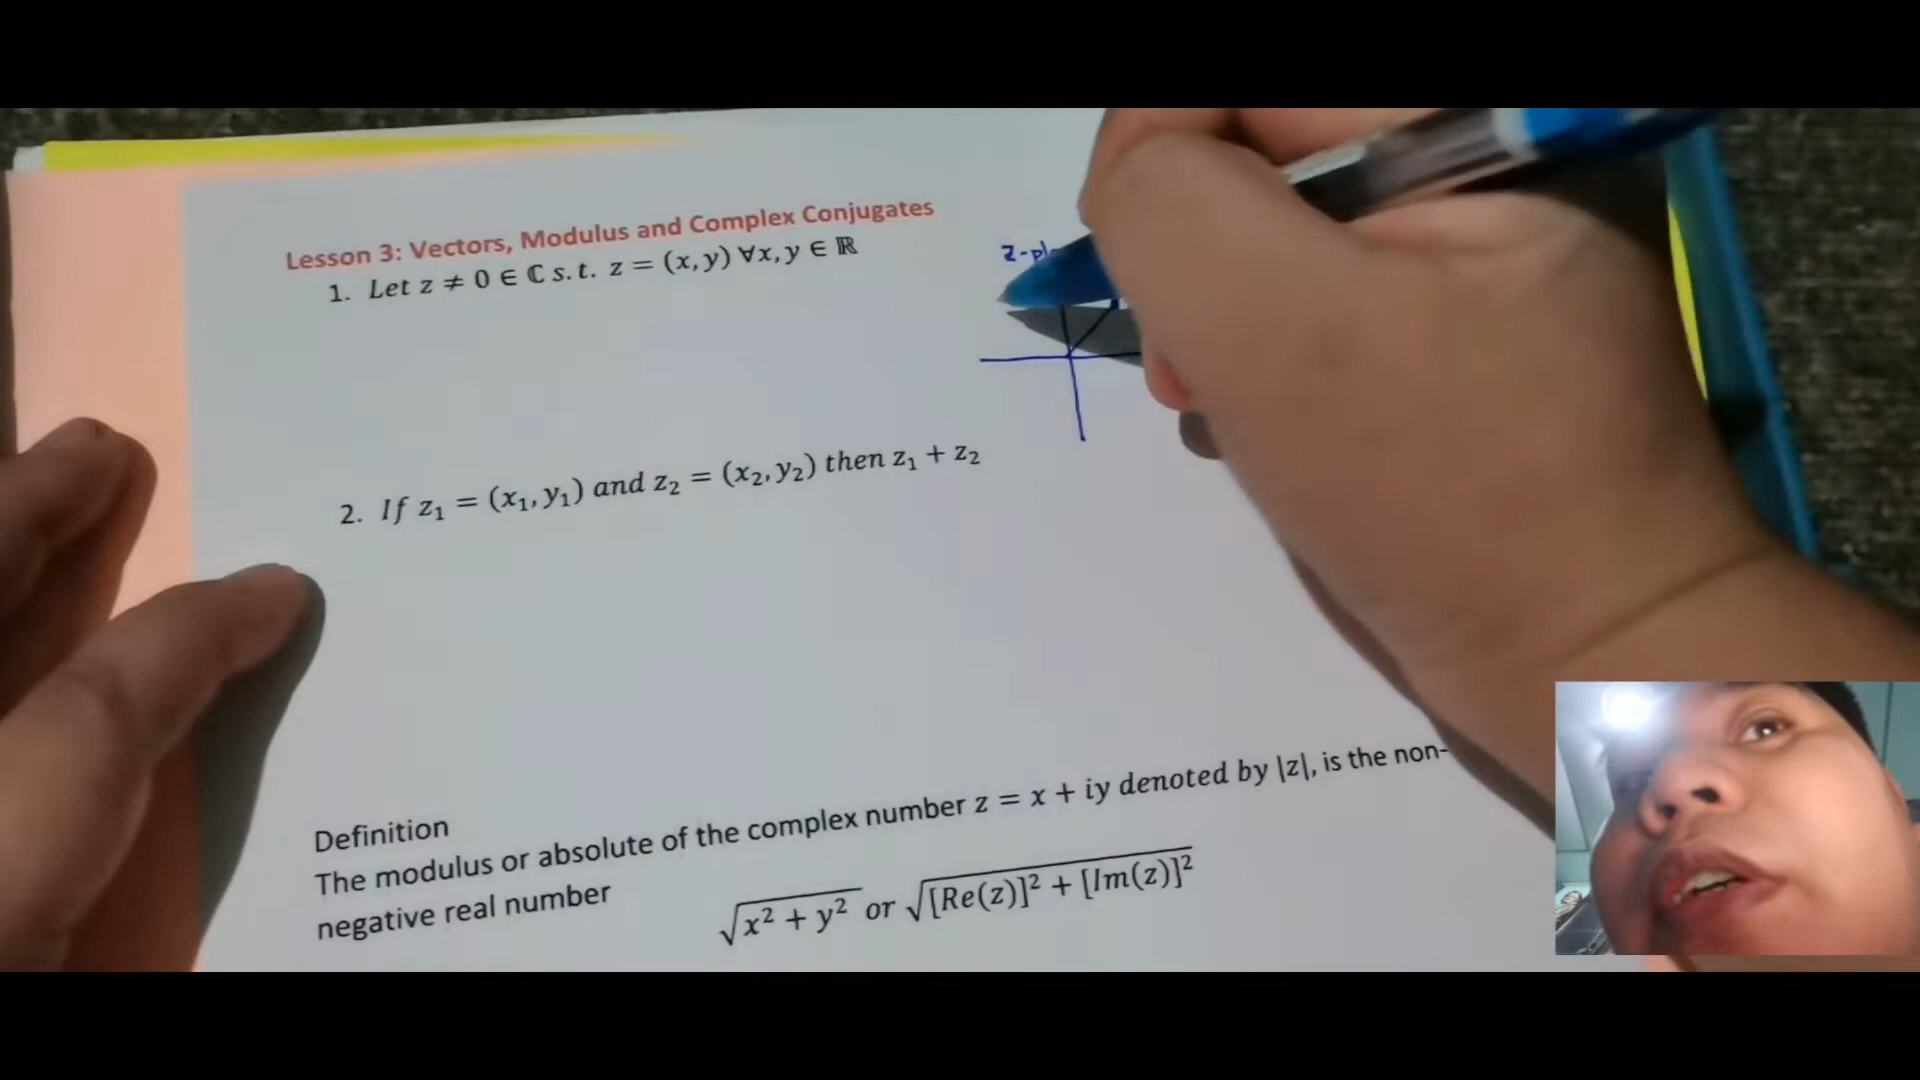 Lesson 3: Vectors, Modulus and Complex Conjugates
1. Let z ≠ 0 ∈ ℂ s.t. z = (x, y) ∀x, y ∈ ℝ
2. If z₁ = (x₁, y₁) and z₂ = (x₂, y₂) then z₁ + z₂
Definition
The modulus or absolute of the complex number z = x + iy denoted by |z|, is the non-
negative real number
√(x² + y²) or √([Re(z)]² + [Im(z)]²)